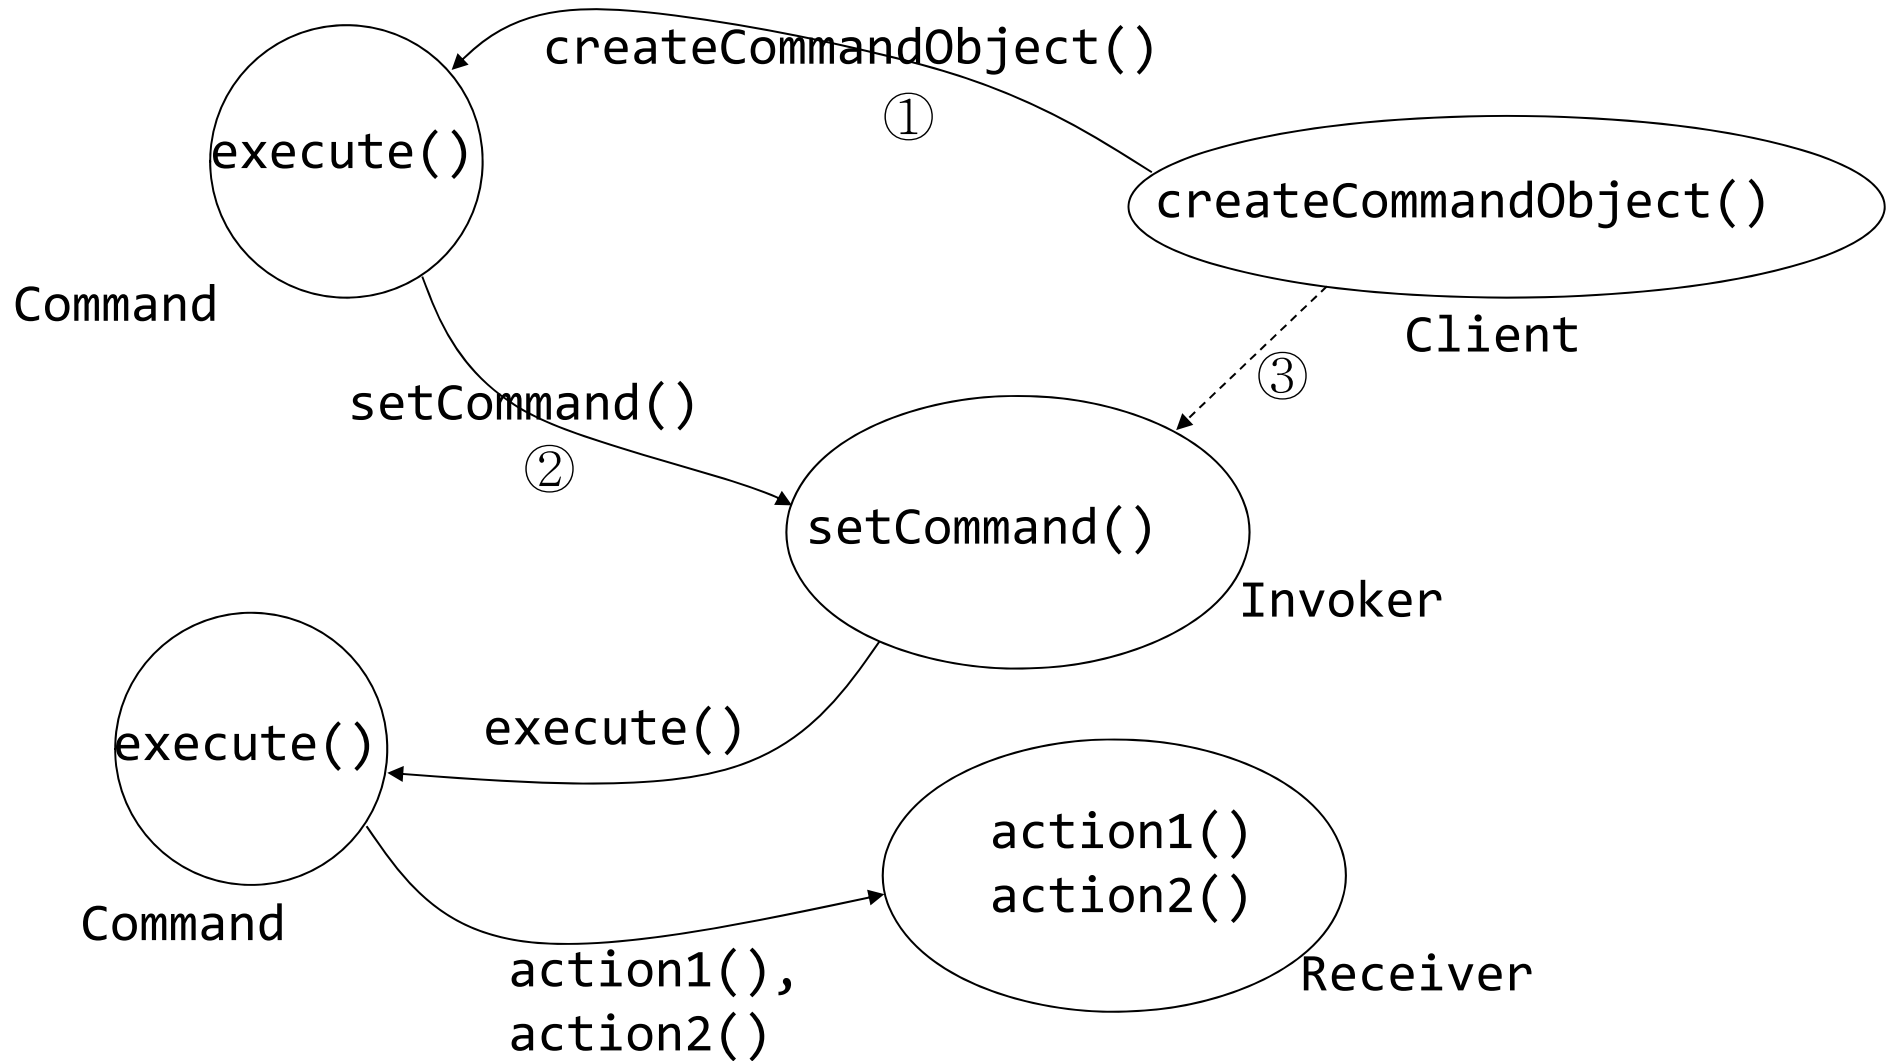 createCommandObject()
①
execute()
createCommandObject()
Command
Client
③
setCommand()
②
setCommand()
Invoker
execute()
execute()
action1()
action2()
Command
Receiver
action1(),
action2()